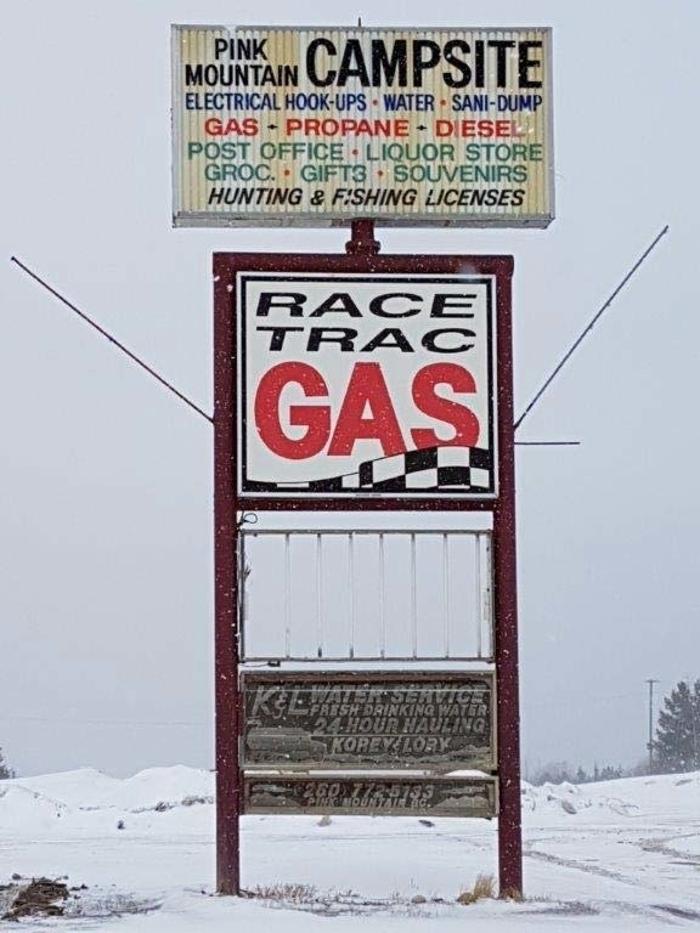 PINK MOUNTAIN CAMPSITE
ELECTRICAL HOOK-UPS • WATER • SANI-DUMP
GAS • PROPANE • DIESEL
POST OFFICE • LIQUOR STORE
GROC. • GIFTS • SOUVENIRS
HUNTING & FISHING LICENSES
RACE
TRAC
GAS
K&L WATER SERVICE
FRESH DRINKING WATER
24-HOUR HAULING
KOREY & LORY
PINK MOUNTAIN BC.